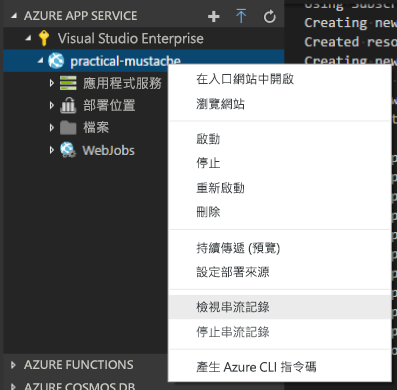 AZURE APP SERVICE
Visual Studio Enterprise
practical-mustache
應用程式服務
部署位置
檔案
WebJobs
AZURE FUNCTIONS
AZURE COSMOS DB
在入口網站中開啟
瀏覽網站
啟動
停止
重新啟動
刪除
持續傳遞 (預覽)
設定部署來源
檢視串流記錄
停止串流記錄
產生 Azure CLI 指令碼
Using Subscr
Creating new
Created reso
Creating new